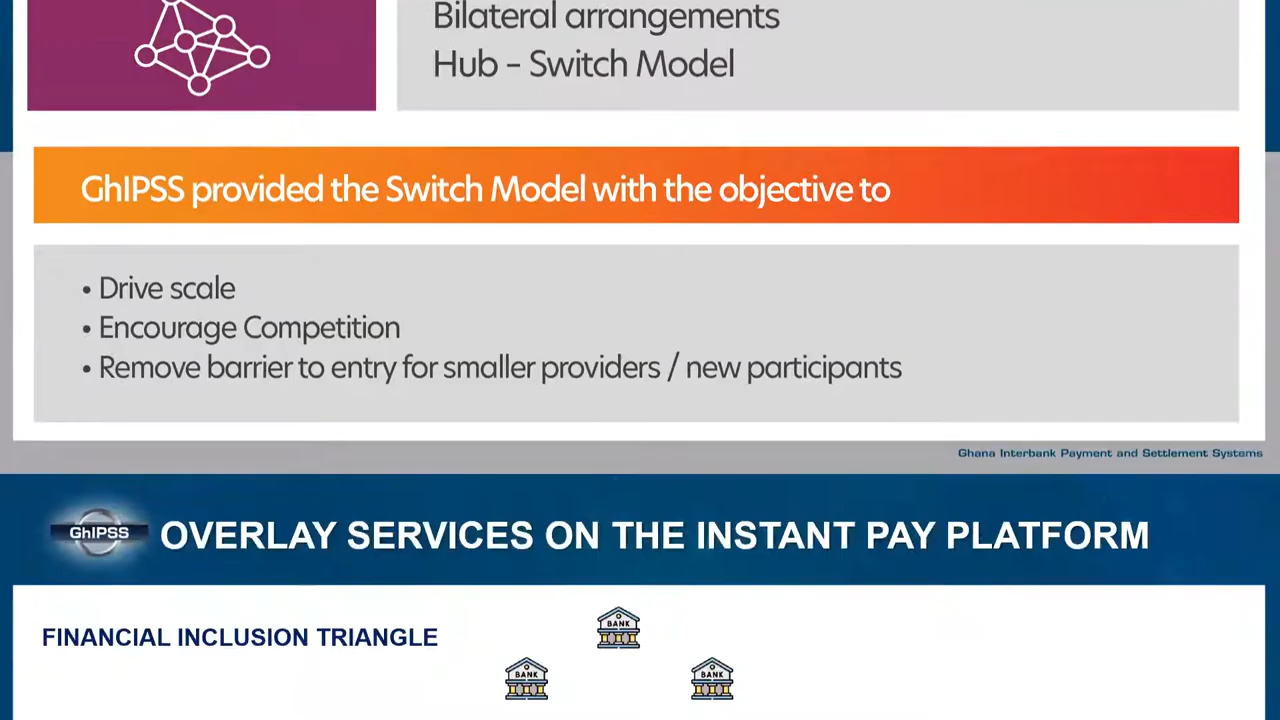 Bilateral arrangements
Hub – Switch Model
GhIPSS provided the Switch Model with the objective to
• Drive scale
• Encourage Competition
• Remove barrier to entry for smaller providers / new participants
Ghana Interbank Payment and Settlement Systems
GhIPSS
OVERLAY SERVICES ON THE INSTANT PAY PLATFORM
FINANCIAL INCLUSION TRIANGLE
BANK
BANK
BANK